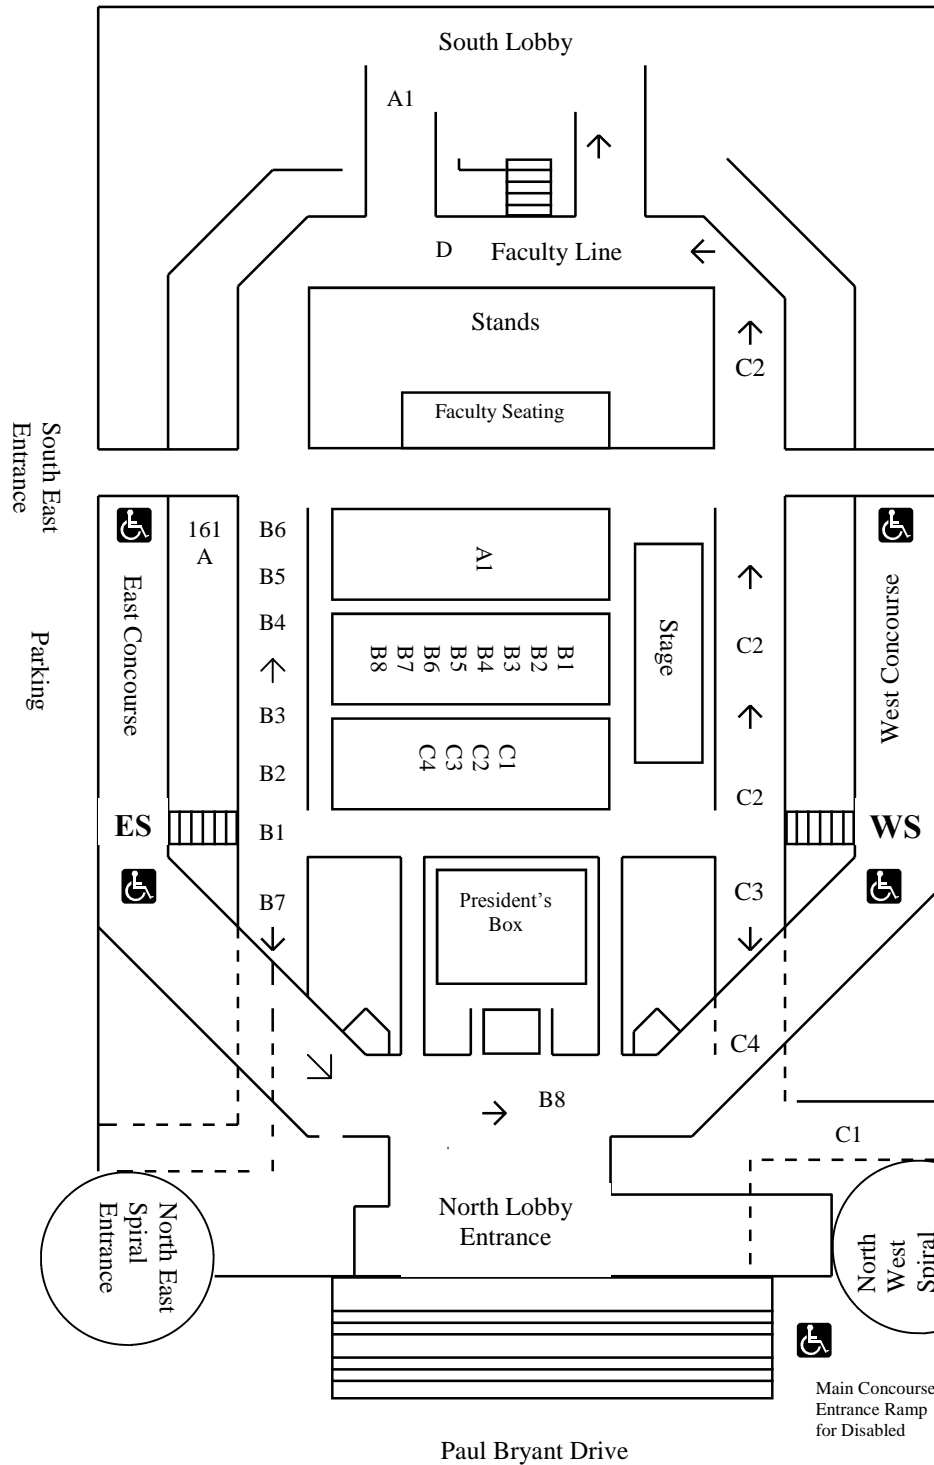 South Lobby
A1
D
Faculty Line
Stands
C2
Faculty Seating
South East
Entrance
161
A
B6
A1
B5
East Concourse
B4
B8 B7 B6 B5 B4 B3 B2 B1
Stage
C2
West Concourse
Parking
B3
B2
C4 C3 C2 C1
C2
ES
B1
WS
B7
President's
Box
C3
C4
B8
C1
North East
Spiral
Entrance
North Lobby
Entrance
North
West
Spiral
Main Concourse
Entrance Ramp
for Disabled
Paul Bryant Drive